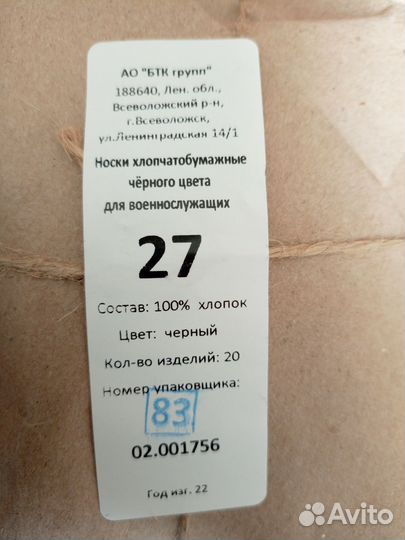 АО "БТК групп"
188640, Лен. обл.,
Всеволожский р-н,
г.Всеволожск,
ул.Ленинградская 14/1
Носки хлопчатобумажные
чёрного цвета
для военнослужащих
27
Состав: 100% хлопок
Цвет: черный
Кол-во изделий: 20
Номер упаковщика:
83
02.001756
Год изг. 22
Avito